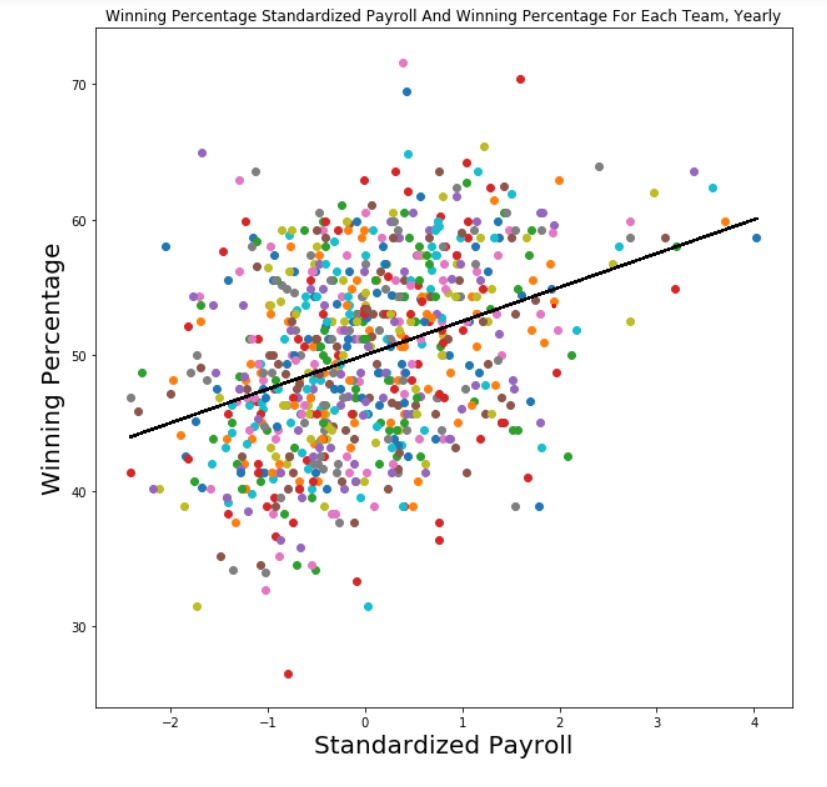 Winning Percentage Standardized Payroll And Winning Percentage For Each Team, Yearly
70
60
50
40
30
Winning Percentage
−2 −1 0 1 2 3 4
Standardized Payroll